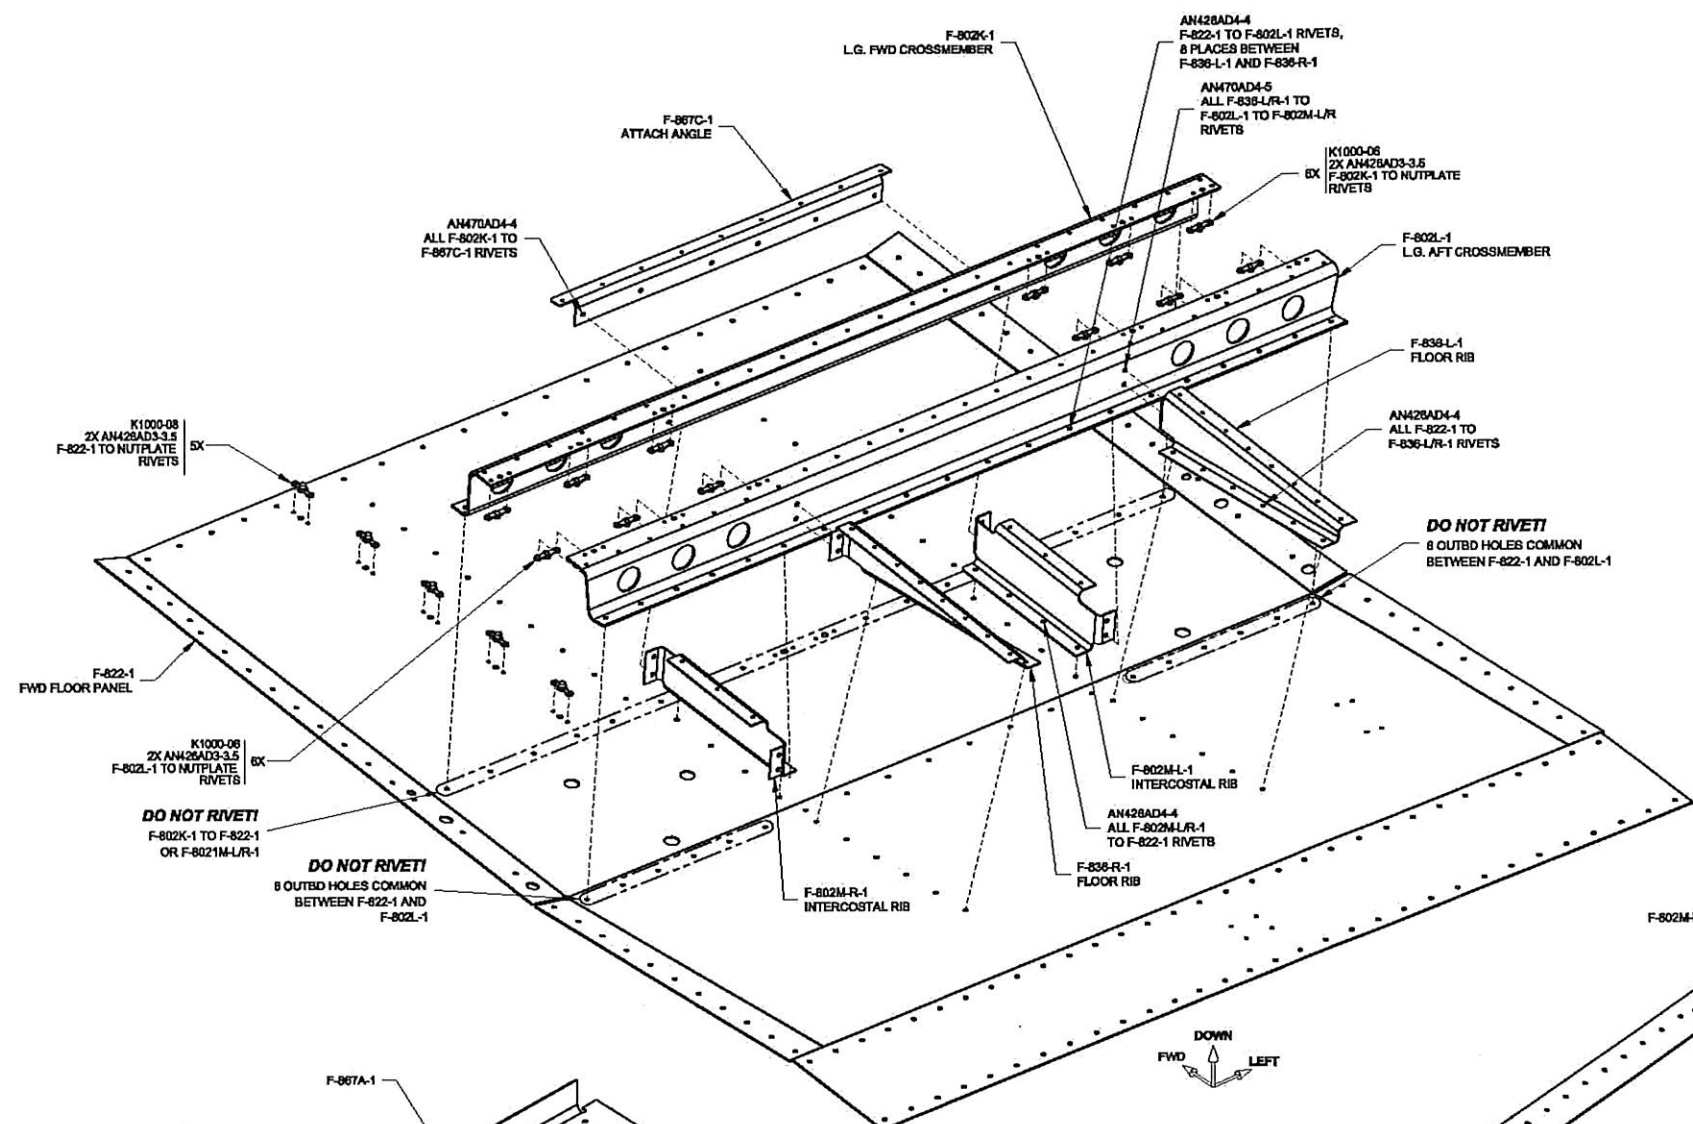 F-802K-1
L.G. FWD CROSSMEMBER
AN426AD4-4
F-822-1 TO F-802L-1 RIVETS,
8 PLACES BETWEEN
F-836-L-1 AND F-836-R-1
AN470AD4-5
ALL F-836-L/R-1 TO
F-802L-1 TO F-802M-L/R
RIVETS
F-867C-1
ATTACH ANGLE
6X
K1000-06
2X AN426AD3-3.5
F-802K-1 TO NUTPLATE
RIVETS
AN470AD4-4
ALL F-802K-1 TO
F-867C-1 RIVETS
F-802L-1
L.G. AFT CROSSMEMBER
F-836-L-1
FLOOR RIB
K1000-08
2X AN426AD3-3.5
F-822-1 TO NUTPLATE
RIVETS
5X
AN426AD4-4
ALL F-822-1 TO
F-836-L/R-1 RIVETS
DO NOT RIVET!
8 OUTBD HOLES COMMON
BETWEEN F-822-1 AND F-802L-1
F-822-1
FWD FLOOR PANEL
K1000-06
2X AN426AD3-3.5
F-802L-1 TO NUTPLATE
RIVETS
6X
DO NOT RIVET!
F-802K-1 TO F-822-1
OR F-8021M-L/R-1
DO NOT RIVET!
8 OUTBD HOLES COMMON
BETWEEN F-822-1 AND
F-802L-1
F-802M-L-1
INTERCOSTAL RIB
AN426AD4-4
ALL F-802M-L/R-1
TO F-822-1 RIVETS
F-836-R-1
FLOOR RIB
F-802M-R-1
INTERCOSTAL RIB
F-802M-
DOWN
FWD
LEFT
F-867A-1